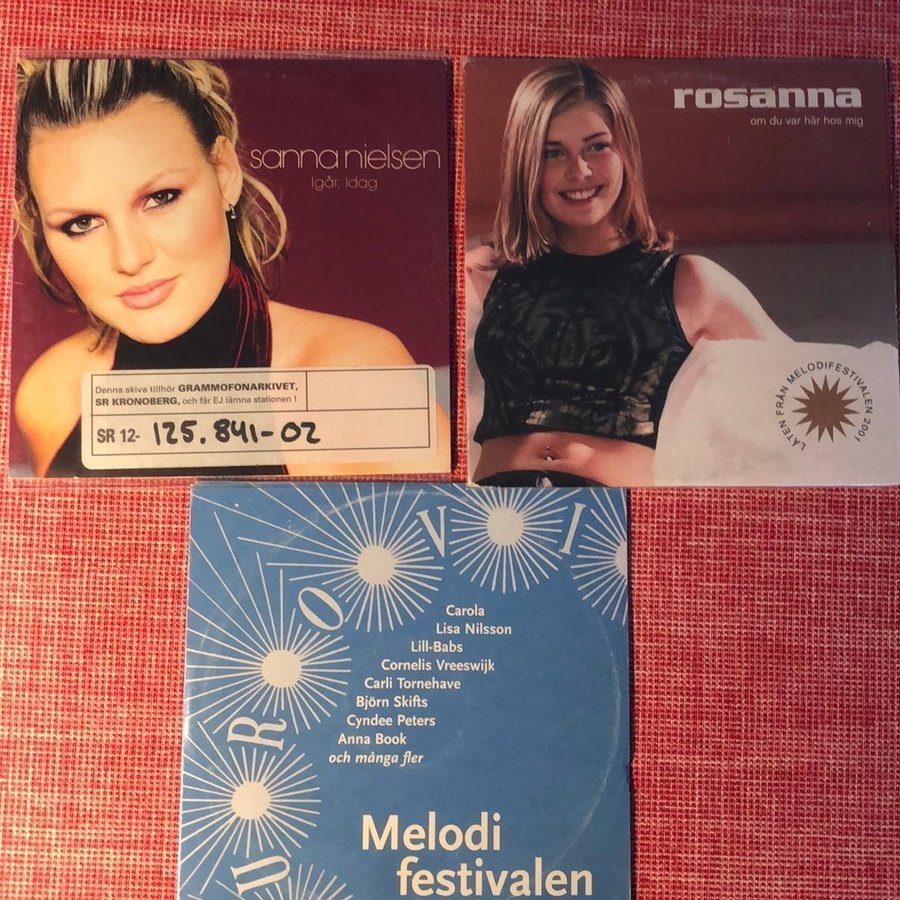 sanna nielsen
Igår, Idag
Denna skiva tillhör GRAMMOFONARKIVET,
SR KRONOBERG, och får EJ lämna stationen !
SR 12- 125.841-02
rosanna
om du var här hos mig
LÅTEN FRÅN MELODIFESTIVALEN 2001
UROVI
Carola
Lisa Nilsson
Lill-Babs
Cornelis Vreeswijk
Carli Tornehave
Björn Skifts
Cyndee Peters
Anna Book
och många fler
Melodi
festivalen